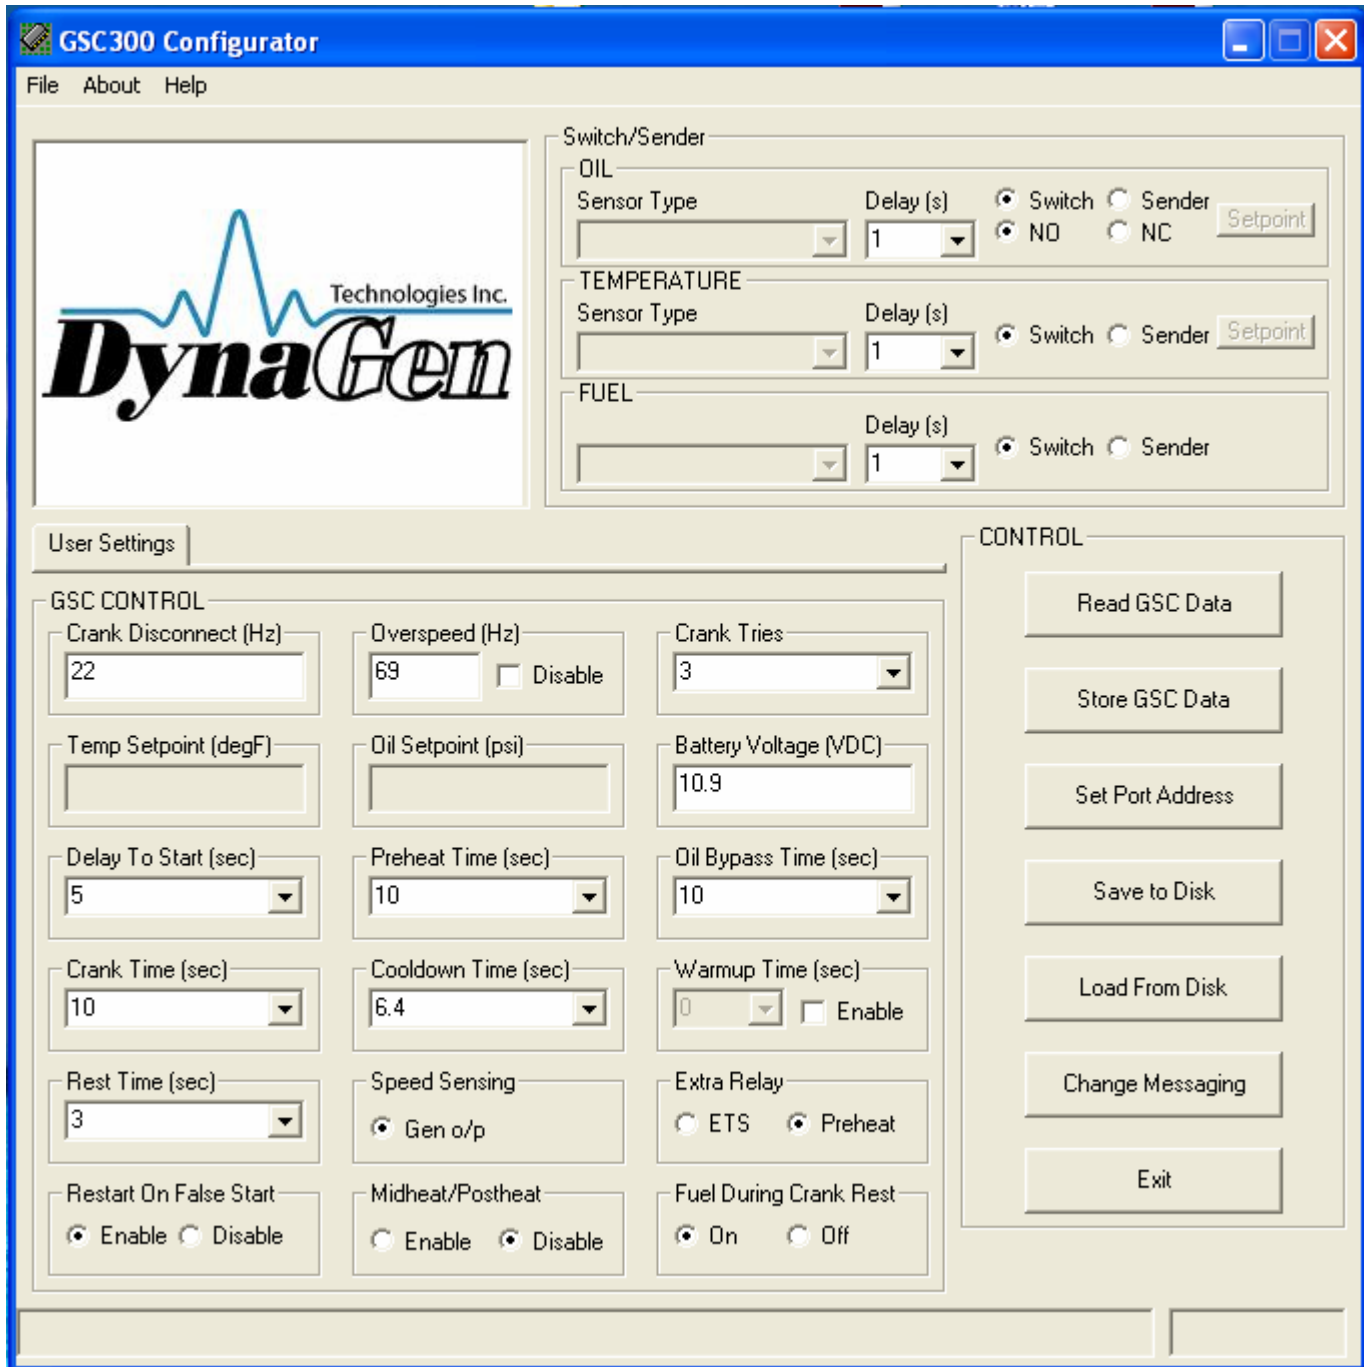 GSC300 Configurator
File About Help
Technologies Inc.
DynaGen
Switch/Sender
OIL
Sensor Type Delay (s) Switch Sender
1 NO NC Setpoint
TEMPERATURE
Sensor Type Delay (s)
1 Switch Sender Setpoint
FUEL
Delay (s)
1 Switch Sender
User Settings
GSC CONTROL
Crank Disconnect (Hz) Overspeed (Hz) Crank Tries
22 69 Disable 3
Temp Setpoint (degF) Oil Setpoint (psi) Battery Voltage (VDC)
10.9
Delay To Start (sec) Preheat Time (sec) Oil Bypass Time (sec)
5 10 10
Crank Time (sec) Cooldown Time (sec) Warmup Time (sec)
10 6.4 0 Enable
Rest Time (sec) Speed Sensing Extra Relay
3 Gen o/p ETS Preheat
Restart On False Start Midheat/Postheat Fuel During Crank Rest
Enable Disable Enable Disable On Off
CONTROL
Read GSC Data
Store GSC Data
Set Port Address
Save to Disk
Load From Disk
Change Messaging
Exit